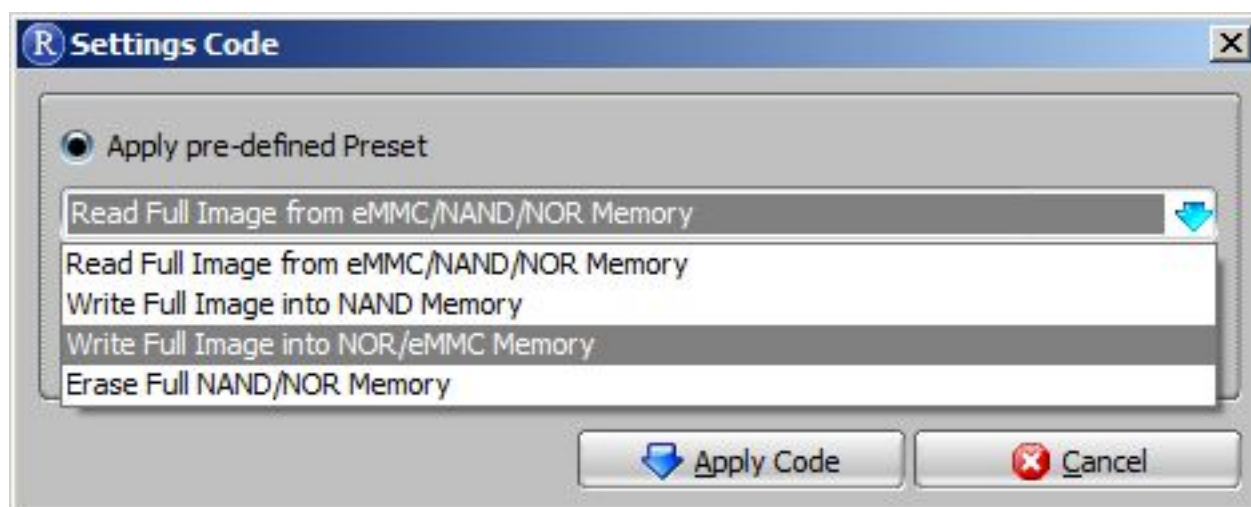 R Settings Code
Apply pre-defined Preset
Read Full Image from eMMC/NAND/NOR Memory
Read Full Image from eMMC/NAND/NOR Memory
Write Full Image into NAND Memory
Write Full Image into NOR/eMMC Memory
Erase Full NAND/NOR Memory
Apply Code Cancel